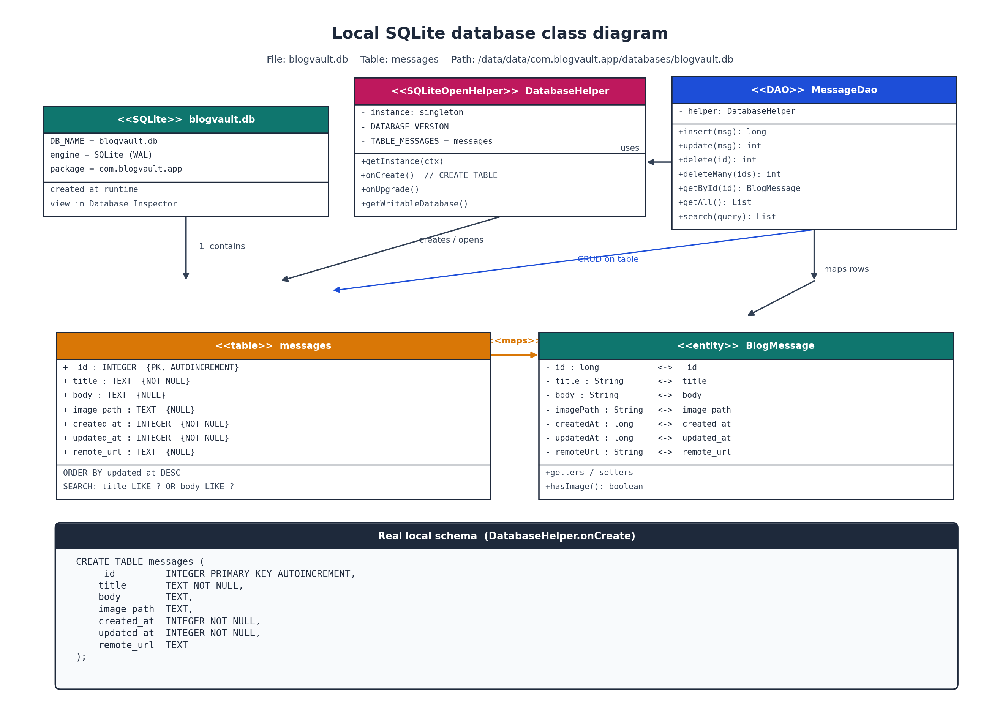 Local SQLite database class diagram
File: blogvault.db    Table: messages    Path: /data/data/com.blogvault.app/databases/blogvault.db
<<SQLite>>  blogvault.db
DB_NAME = blogvault.db
engine = SQLite (WAL)
package = com.blogvault.app
created at runtime
view in Database Inspector
<<SQLiteOpenHelper>>  DatabaseHelper
- instance: singleton
- DATABASE_VERSION
- TABLE_MESSAGES = messages
+getInstance(ctx)
+onCreate()  // CREATE TABLE
+onUpgrade()
+getWritableDatabase()
uses
<<DAO>>  MessageDao
- helper: DatabaseHelper
+insert(msg): long
+update(msg): int
+delete(id): int
+deleteMany(ids): int
+getById(id): BlogMessage
+getAll(): List
+search(query): List
1  contains
creates / opens
CRUD on table
maps rows
<<table>>  messages
+ _id : INTEGER  {PK, AUTOINCREMENT}
+ title : TEXT  {NOT NULL}
+ body : TEXT  {NULL}
+ image_path : TEXT  {NULL}
+ created_at : INTEGER  {NOT NULL}
+ updated_at : INTEGER  {NOT NULL}
+ remote_url : TEXT  {NULL}
ORDER BY updated_at DESC
SEARCH: title LIKE ? OR body LIKE ?
<<maps>>
<<entity>>  BlogMessage
- id : long            <->  _id
- title : String       <->  title
- body : String        <->  body
- imagePath : String   <->  image_path
- createdAt : long     <->  created_at
- updatedAt : long     <->  updated_at
- remoteUrl : String   <->  remote_url
+getters / setters
+hasImage(): boolean
Real local schema  (DatabaseHelper.onCreate)
CREATE TABLE messages (
    _id         INTEGER PRIMARY KEY AUTOINCREMENT,
    title       TEXT NOT NULL,
    body        TEXT,
    image_path  TEXT,
    created_at  INTEGER NOT NULL,
    updated_at  INTEGER NOT NULL,
    remote_url  TEXT
);